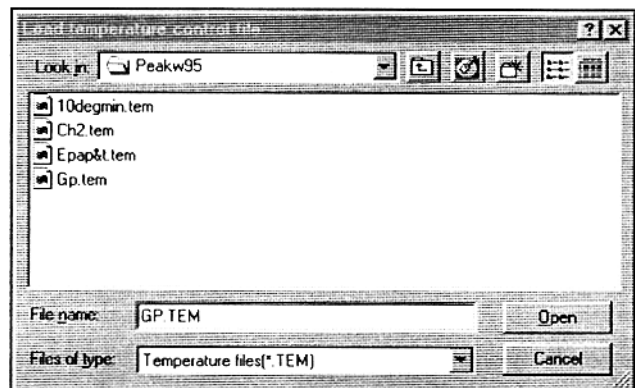 Load temperature control file
Look in: Peakw95
10degmin.tem
Ch2.tem
Epap&t.tem
Gp.tem
File name: GP.TEM Open
Files of type: Temperature files(*.TEM) Cancel